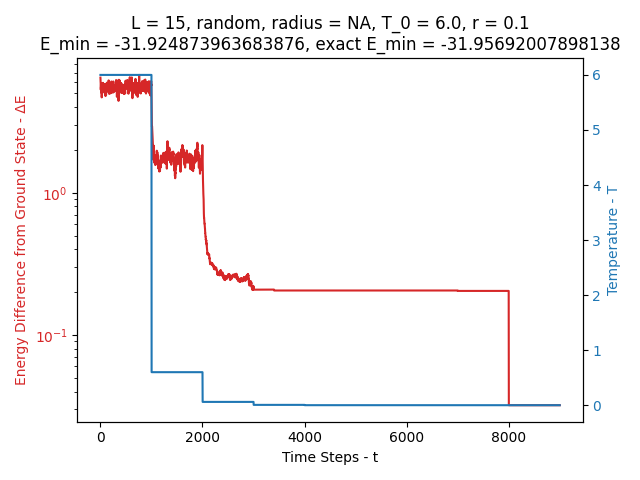 L = 15, random, radius = NA, T_0 = 6.0, r = 0.1
E_min = -31.924873963683876, exact E_min = -31.95692007898138
Energy Difference from Ground State - ΔE
10⁰
10⁻¹
Temperature - T
6
5
4
3
2
1
0
0 2000 4000 6000 8000
Time Steps - t